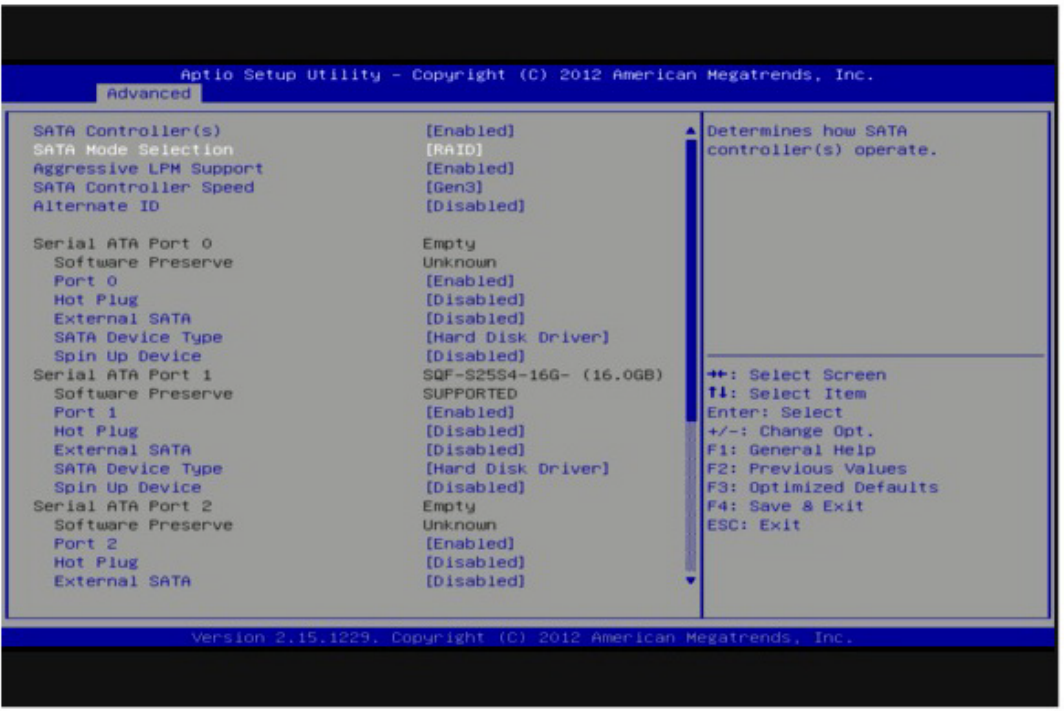 Aptio Setup Utility – Copyright (C) 2012 American Megatrends, Inc.
Advanced
SATA Controller(s) [Enabled]
SATA Mode Selection [RAID]
Aggressive LPM Support [Enabled]
SATA Controller Speed [Gen3]
Alternate ID [Disabled]
Serial ATA Port 0 Empty
Software Preserve Unknown
Port 0 [Enabled]
Hot Plug [Disabled]
External SATA [Disabled]
SATA Device Type [Hard Disk Driver]
Spin Up Device [Disabled]
Serial ATA Port 1 SQF-S25S4-16G- (16.0GB)
Software Preserve SUPPORTED
Port 1 [Enabled]
Hot Plug [Disabled]
External SATA [Disabled]
SATA Device Type [Hard Disk Driver]
Spin Up Device [Disabled]
Serial ATA Port 2 Empty
Software Preserve Unknown
Port 2 [Enabled]
Hot Plug [Disabled]
External SATA [Disabled]
Determines how SATA
controller(s) operate.
→←: Select Screen
↑↓: Select Item
Enter: Select
+/-: Change Opt.
F1: General Help
F2: Previous Values
F3: Optimized Defaults
F4: Save & Exit
ESC: Exit
Version 2.15.1229. Copyright (C) 2012 American Megatrends, Inc.